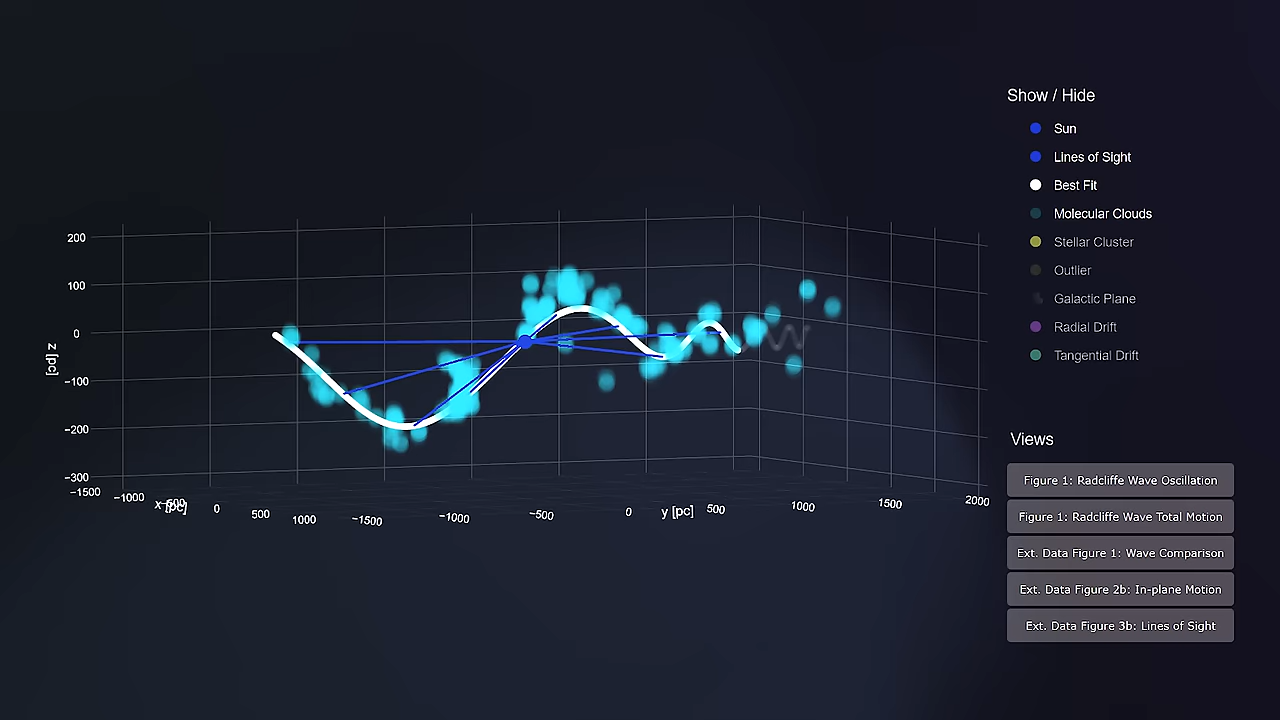 200
100
0
−100
−200
−300
z [pc]
−1500
−1000
−500
x [pc]
0
500
1000
−1500
−1000
−500
0
y [pc]
500
1000
1500
2000
Show / Hide
Sun
Lines of Sight
Best Fit
Molecular Clouds
Stellar Cluster
Outlier
Galactic Plane
Radial Drift
Tangential Drift
Views
Figure 1: Radcliffe Wave Oscillation
Figure 1: Radcliffe Wave Total Motion
Ext. Data Figure 1: Wave Comparison
Ext. Data Figure 2b: In-plane Motion
Ext. Data Figure 3b: Lines of Sight